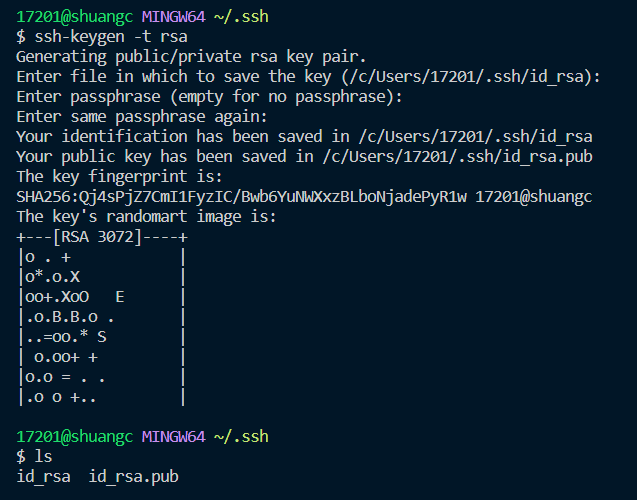 17201@shuangc MINGW64 ~/.ssh
$ ssh-keygen -t rsa
Generating public/private rsa key pair.
Enter file in which to save the key (/c/Users/17201/.ssh/id_rsa):
Enter passphrase (empty for no passphrase):
Enter same passphrase again:
Your identification has been saved in /c/Users/17201/.ssh/id_rsa
Your public key has been saved in /c/Users/17201/.ssh/id_rsa.pub
The key fingerprint is:
SHA256:Qj4sPjZ7CmI1FyzIC/Bwb6YuNWXxzBLboNjadePyR1w 17201@shuangc
The key's randomart image is:
+---[RSA 3072]----+
|o . +            |
|o*.o.X           |
|oo+.XoO   E      |
|.o.B.B.o .       |
|..=oo.* S        |
| o.oo+ +         |
|o.o = . .        |
|.o o +..         |
17201@shuangc MINGW64 ~/.ssh
$ ls
id_rsa  id_rsa.pub